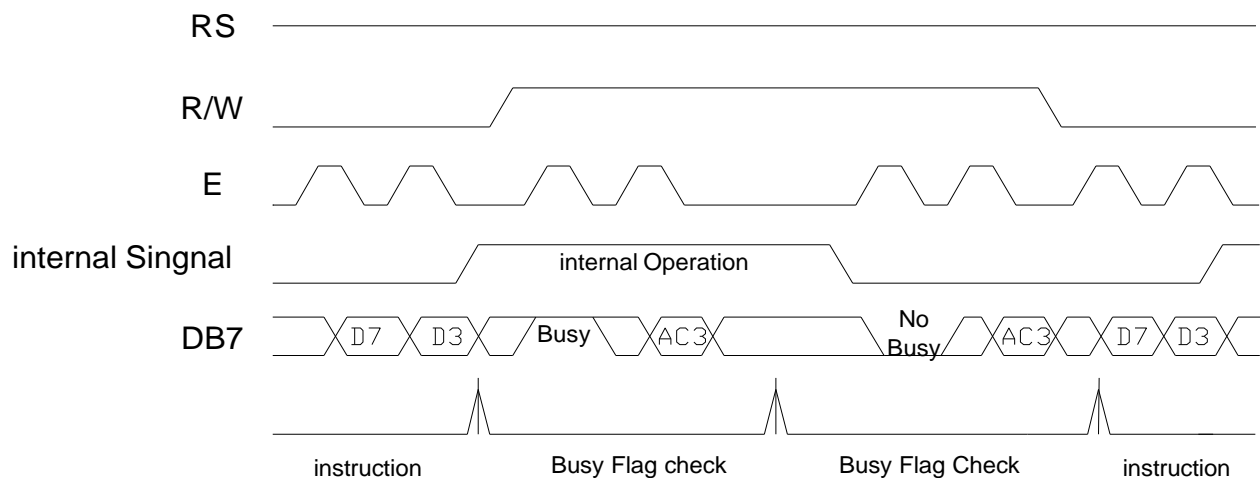 RS
R/W
E
internal Singnal
internal Operation
DB7
D7
D3
Busy
AC3
No
Busy
AC3
D7
D3
instruction
Busy Flag check
Busy Flag Check
instruction